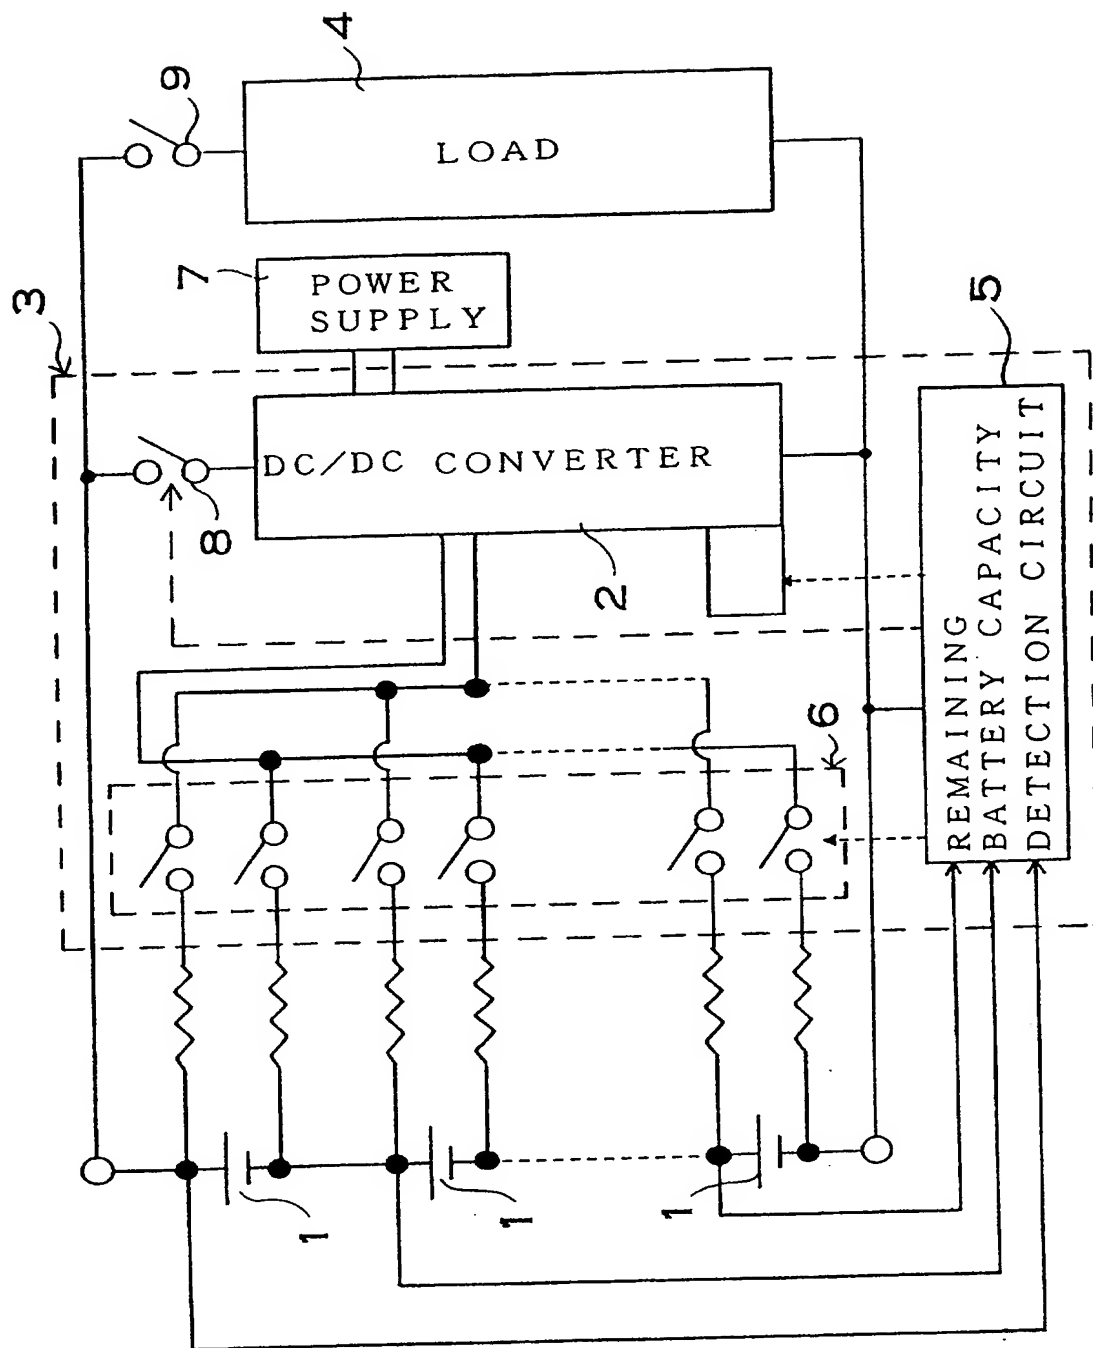 3
4
9
LOAD
7
POWER
SUPPLY
8
DC/DC CONVERTER
2
5
REMAINING
BATTERY CAPACITY
DETECTION CIRCUIT
6
1
1
1